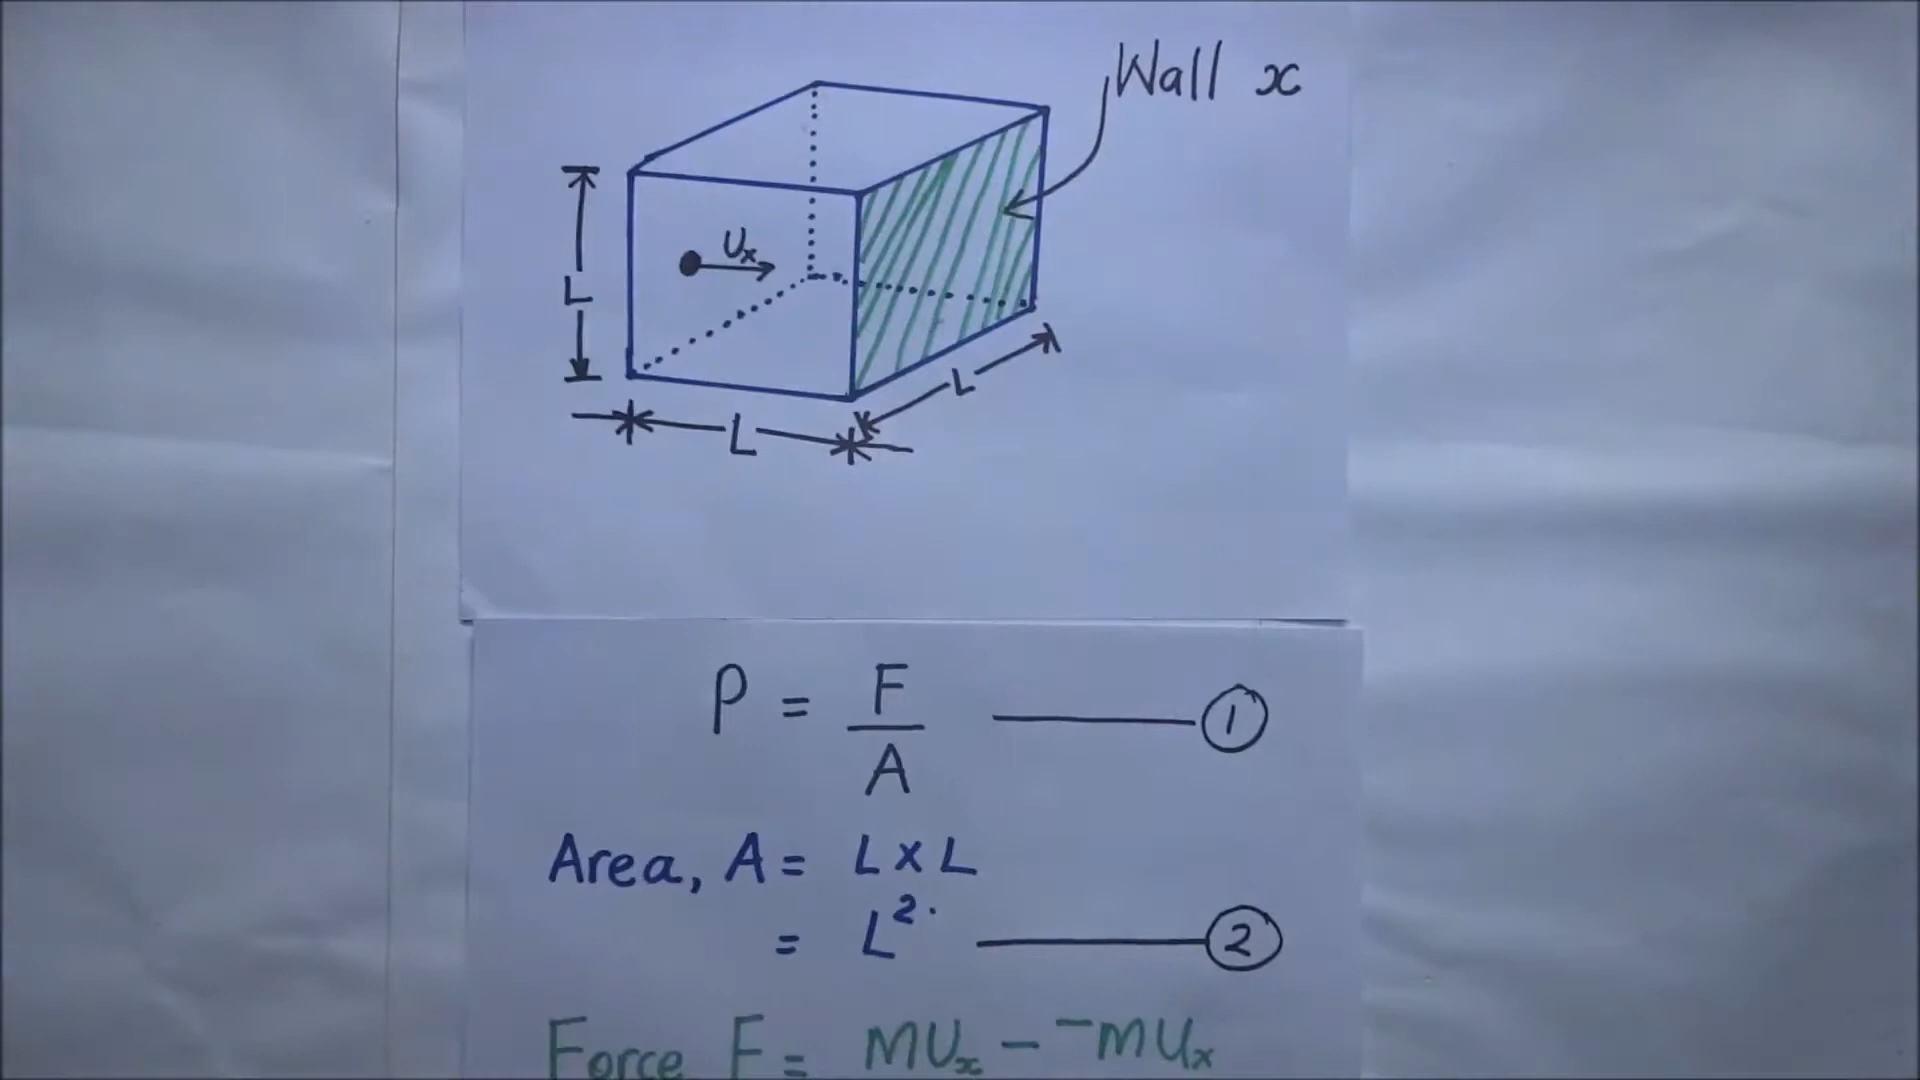 Wall x
Ux
L
L
L
P = F/A ——— ①
Area, A = L x L
= L². ——— ②
Force F = mUx - ⁻mUx